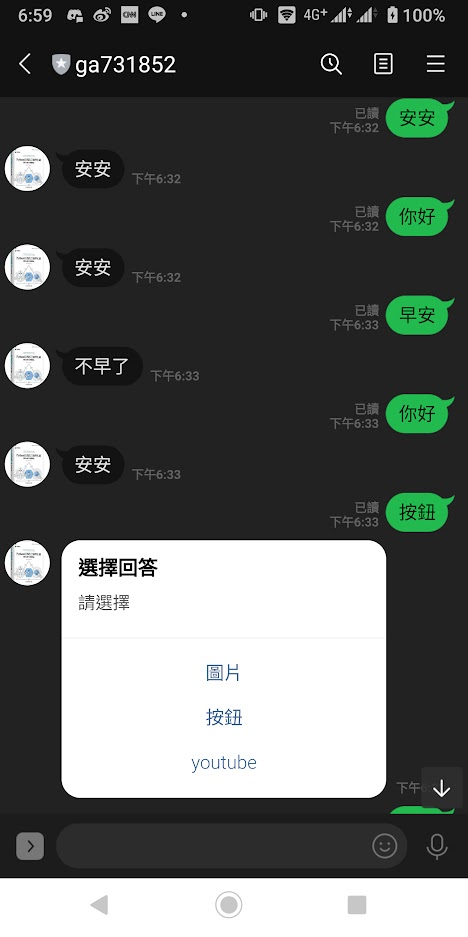 6:59
CNN
LINE
4G+
100%
ga731852
已讀
下午6:32
安安
安安
下午6:32
已讀
下午6:32
你好
安安
下午6:32
已讀
下午6:33
早安
不早了
下午6:33
已讀
下午6:33
你好
安安
下午6:33
已讀
下午6:33
按鈕
選擇回答
請選擇
圖片
按鈕
youtube
下午